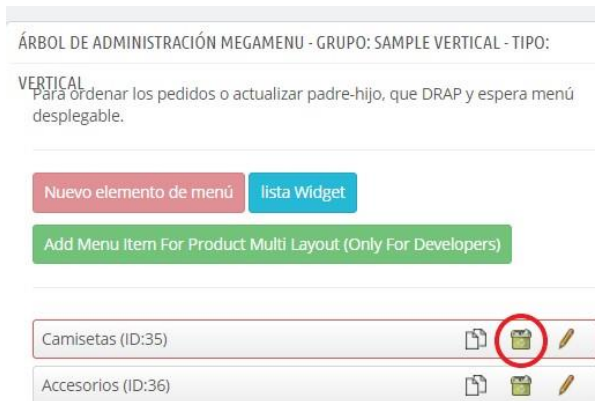 ÁRBOL DE ADMINISTRACIÓN MEGAMENU - GRUPO: SAMPLE VERTICAL - TIPO:
VERTICAL
Para ordenar los pedidos o actualizar padre-hijo, que DRAP y espera menú
desplegable.
Nuevo elemento de menú lista Widget
Add Menu Item For Product Multi Layout (Only For Developers)
Camisetas (ID:35)
Accesorios (ID:36)